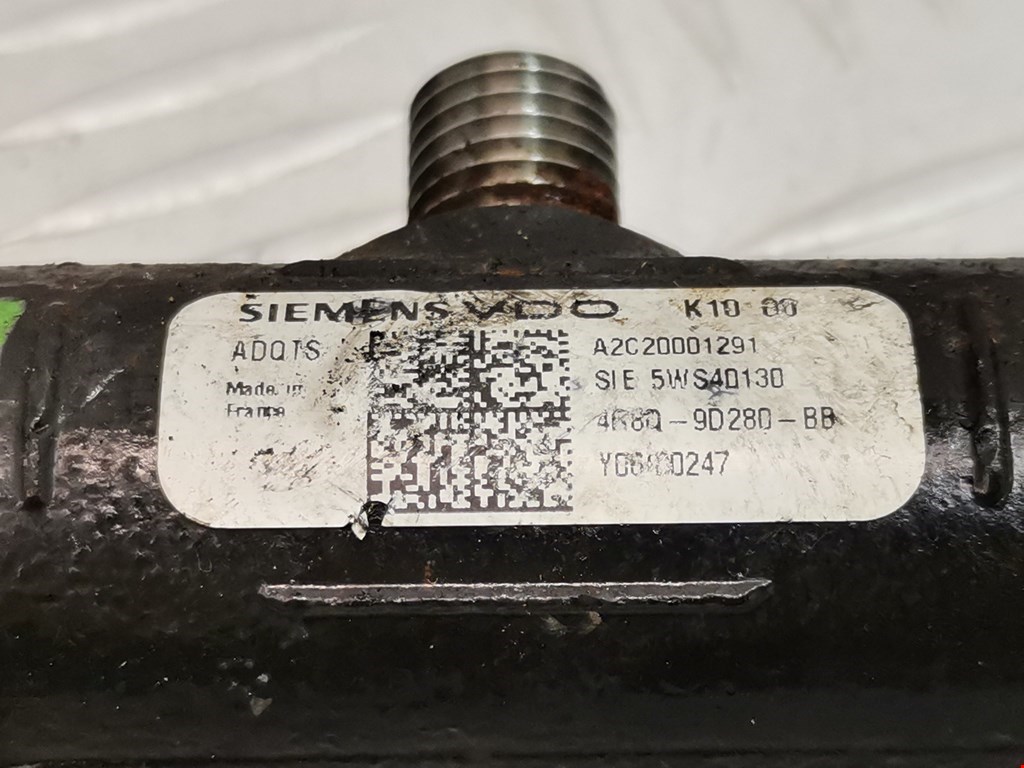 SIEMENS VDO K10 00
ADQTS
Made in
France
A2C20001291
SIE 5WS40130
4R8Q-9D280-BB